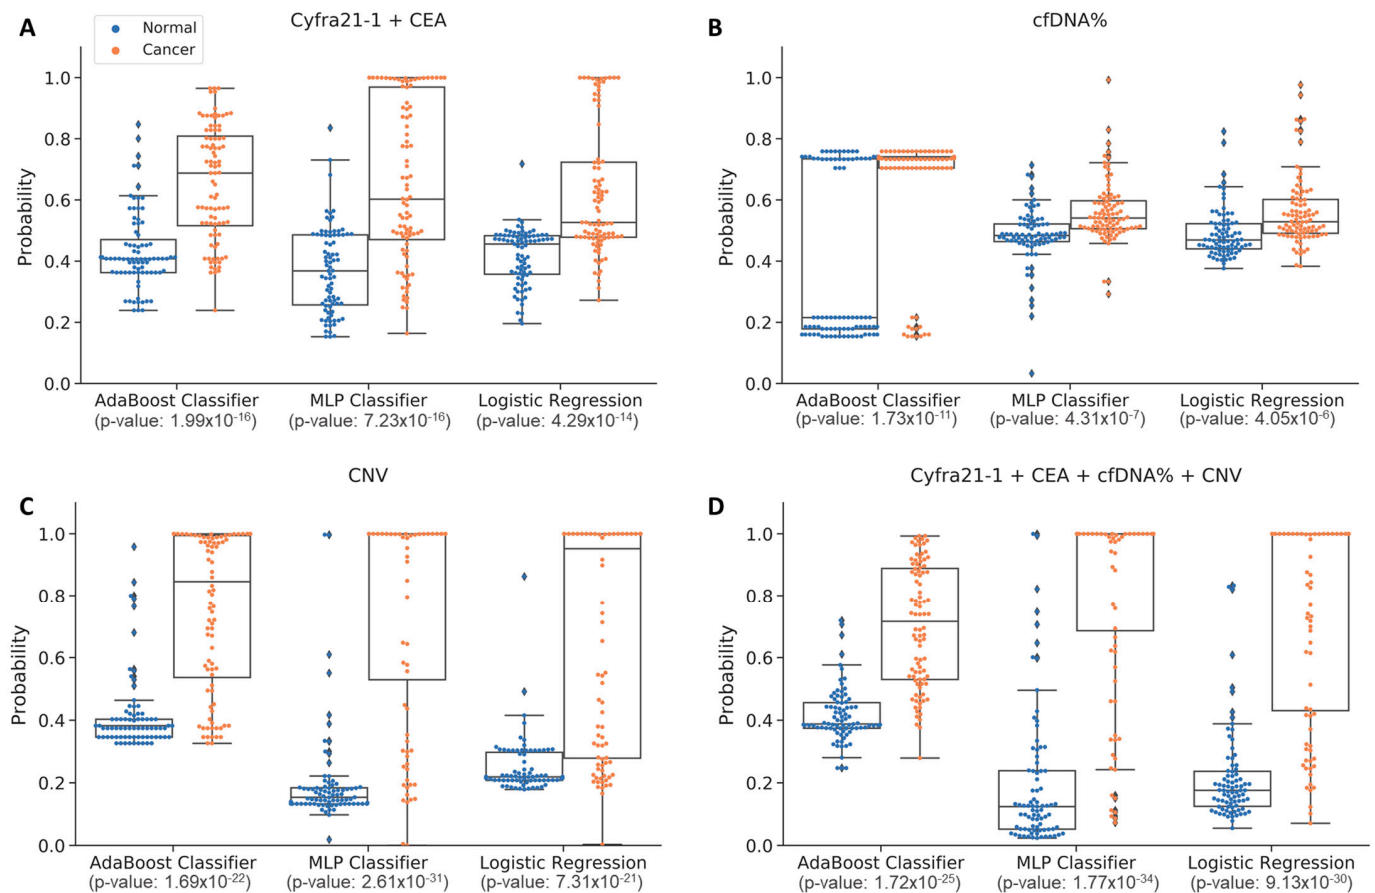 A
Cyfra21-1 + CEA
Normal
Cancer
Probability
1.0
0.8
0.6
0.4
0.2
0.0
AdaBoost Classifier
(p-value: 1.99x10-16)
MLP Classifier
(p-value: 7.23x10-16)
Logistic Regression
(p-value: 4.29x10-14)
B
cfDNA%
Probability
1.0
0.8
0.6
0.4
0.2
0.0
AdaBoost Classifier
(p-value: 1.73x10-11)
MLP Classifier
(p-value: 4.31x10-7)
Logistic Regression
(p-value: 4.05x10-6)
C
CNV
Probability
1.0
0.8
0.6
0.4
0.2
0.0
AdaBoost Classifier
(p-value: 1.69x10-22)
MLP Classifier
(p-value: 2.61x10-31)
Logistic Regression
(p-value: 7.31x10-21)
D
Cyfra21-1 + CEA + cfDNA% + CNV
Probability
1.0
0.8
0.6
0.4
0.2
0.0
AdaBoost Classifier
(p-value: 1.72x10-25)
MLP Classifier
(p-value: 1.77x10-34)
Logistic Regression
(p-value: 9.13x10-30)